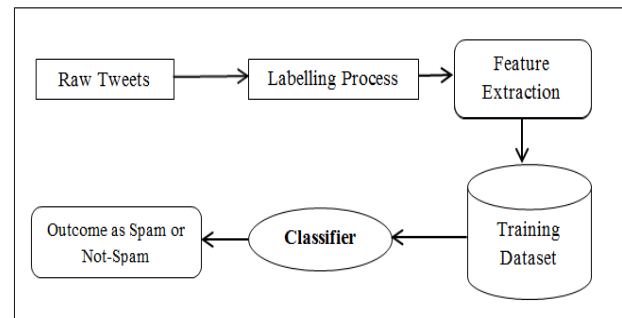 Raw Tweets
Labelling Process
Feature
Extraction
Training
Dataset
Classifier
Outcome as Spam or
Not-Spam